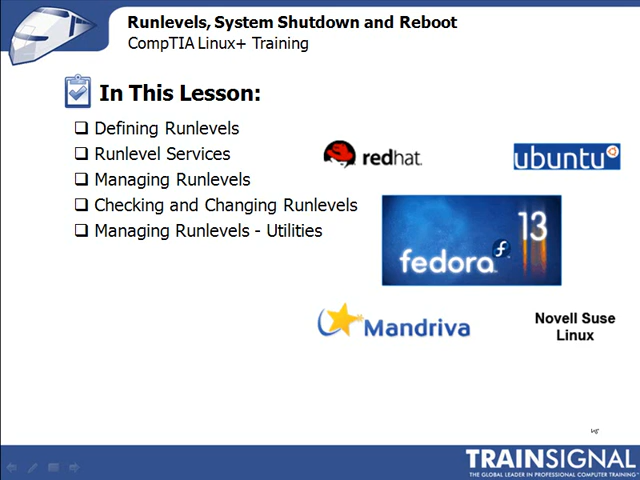 Runlevels, System Shutdown and Reboot
CompTIA Linux+ Training
In This Lesson:
Defining Runlevels
Runlevel Services
Managing Runlevels
Checking and Changing Runlevels
Managing Runlevels - Utilities
redhat.
ubuntu
13
fedora
Mandriva
Novell Suse
Linux
TRAINSIGNAL
THE GLOBAL LEADER IN PROFESSIONAL COMPUTER TRAINING